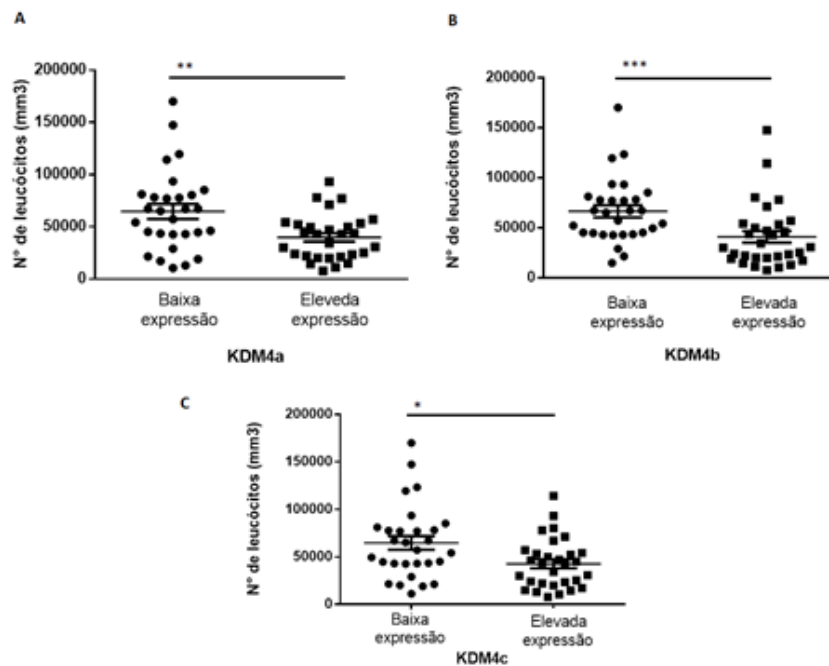 A
N° de leucócitos (mm3)
200000
150000
100000
50000
0
**
Baixa
expressão
Eleveda
expressão
KDM4a
B
N° de leucócitos (mm3)
200000
150000
100000
50000
0
***
Baixa
expressão
Elevada
expressão
KDM4b
C
N° de leucócitos (mm3)
200000
150000
100000
50000
0
*
Baixa
expressão
Elevada
expressão
KDM4c